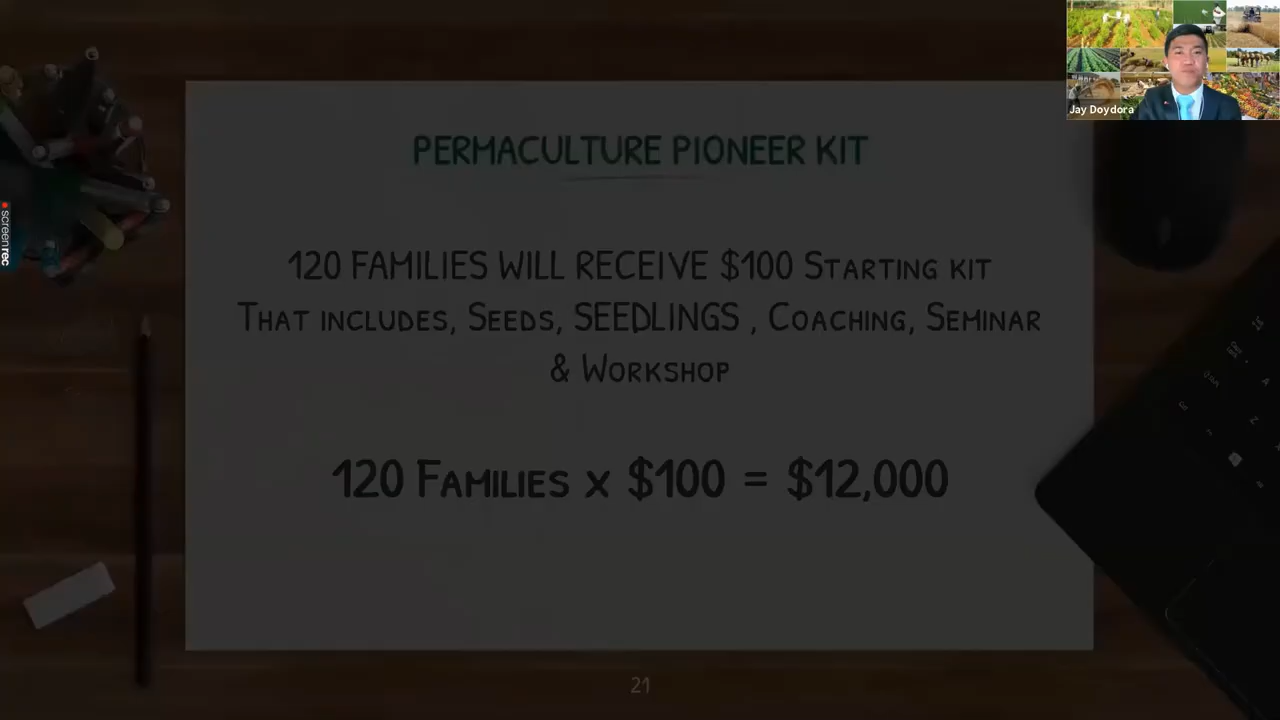 Jay Doydora
PERMACULTURE PIONEER KIT
120 FAMILIES WILL RECEIVE $100 STARTING KIT
THAT INCLUDES, SEEDS, SEEDLINGS , COACHING, SEMINAR
& WORKSHOP
120 FAMILIES X $100 = $12,000
21
screenrec